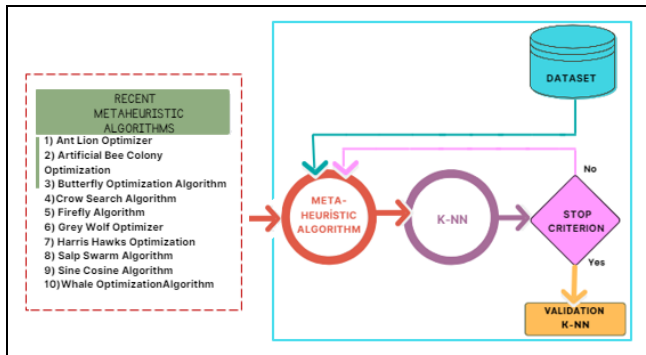 RECENT
METAHEURISTIC
ALGORITHMS
1) Ant Lion Optimizer
2) Artificial Bee Colony
Optimization
3) Butterfly Optimization Algorithm
4)Crow Search Algorithm
5) Firefly Algorithm
6) Grey Wolf Optimizer
7) Harris Hawks Optimization
8) Salp Swarm Algorithm
9) Sine Cosine Algorithm
10)Whale OptimizationAlgorithm
DATASET
META-
HEURÍSTIC
ALGORITHM
K-NN
No
STOP
CRITERION
Yes
VALIDATION
K-NN